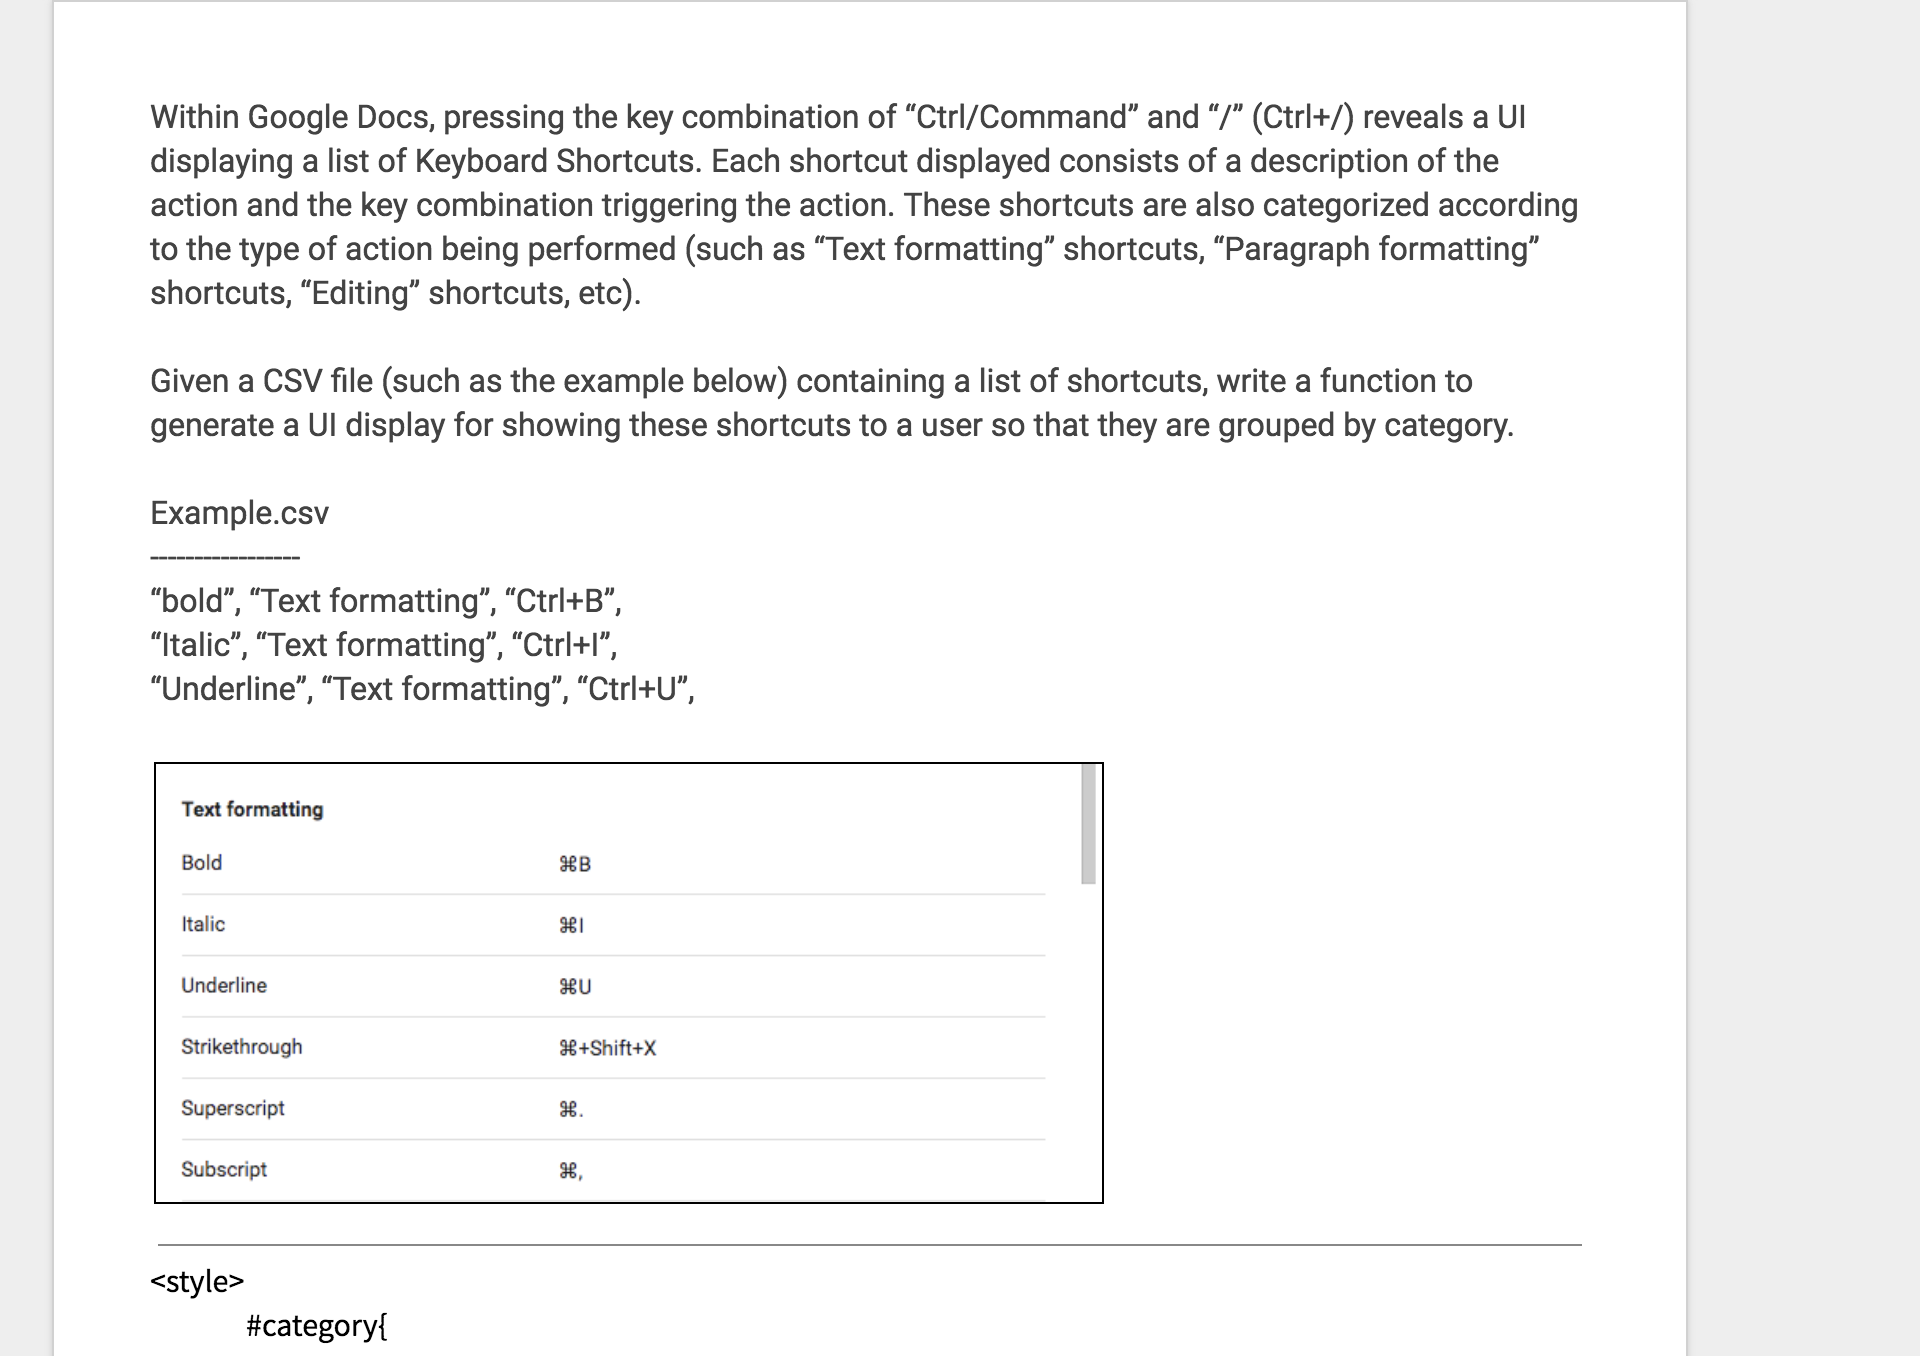 Within Google Docs, pressing the key combination of “Ctrl/Command” and “/” (Ctrl+/) reveals a UI
displaying a list of Keyboard Shortcuts. Each shortcut displayed consists of a description of the
action and the key combination triggering the action. These shortcuts are also categorized according
to the type of action being performed (such as “Text formatting” shortcuts, “Paragraph formatting”
shortcuts, “Editing” shortcuts, etc).
Given a CSV file (such as the example below) containing a list of shortcuts, write a function to
generate a UI display for showing these shortcuts to a user so that they are grouped by category.
Example.csv
-----------------
“bold”, “Text formatting”, “Ctrl+B”,
“Italic”, “Text formatting”, “Ctrl+I”,
“Underline”, “Text formatting”, “Ctrl+U”,
Text formatting
Bold ⌘B
Italic ⌘I
Underline ⌘U
Strikethrough ⌘+Shift+X
Superscript ⌘.
Subscript ⌘,
<style>
#category{